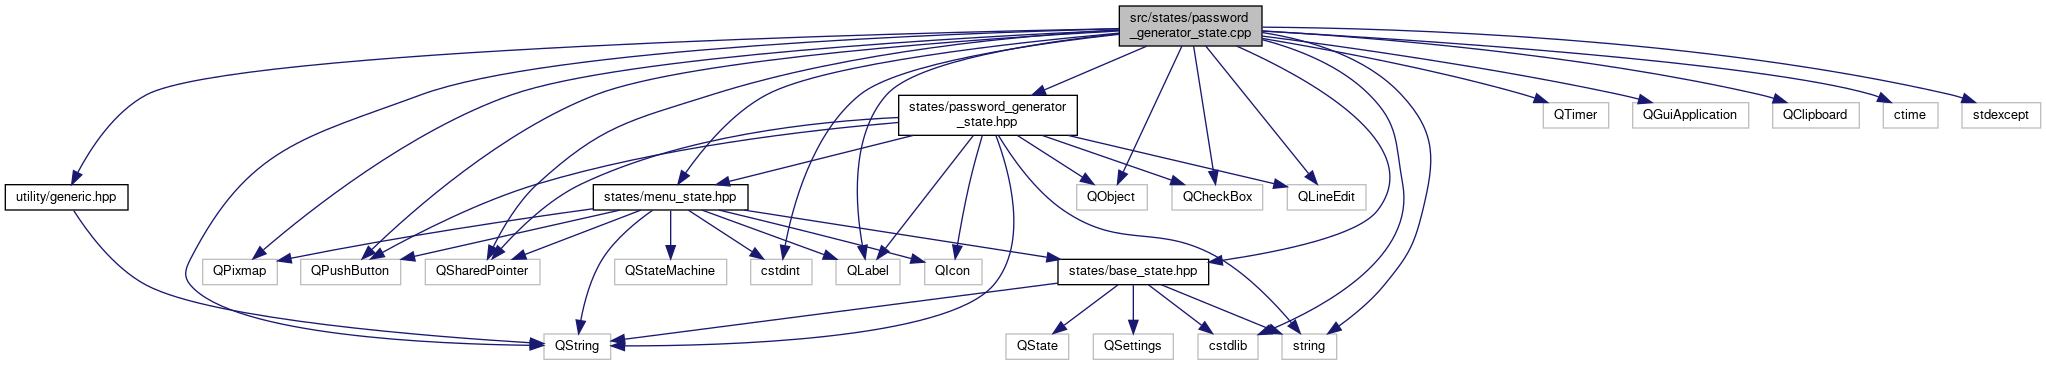 src/states/password
_generator_state.cpp
states/password_generator
_state.hpp
QTimer
QGuiApplication
QClipboard
ctime
stdexcept
utility/generic.hpp
states/menu_state.hpp
QObject
QCheckBox
QLineEdit
QPixmap
QPushButton
QSharedPointer
QStateMachine
cstdint
QLabel
QIcon
states/base_state.hpp
QString
QState
QSettings
cstdlib
string